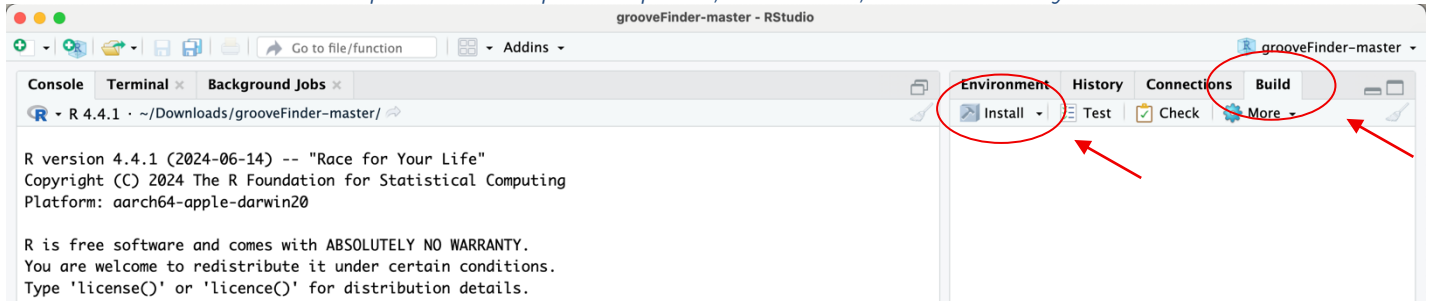 grooveFinder-master - RStudio
Go to file/function Addins grooveFinder-master
Console Terminal × Background Jobs × Environment History Connections Build
R 4.4.1 · ~/Downloads/grooveFinder-master/ Install Test Check More
R version 4.4.1 (2024-06-14) -- "Race for Your Life"
Copyright (C) 2024 The R Foundation for Statistical Computing
Platform: aarch64-apple-darwin20
R is free software and comes with ABSOLUTELY NO WARRANTY.
You are welcome to redistribute it under certain conditions.
Type 'license()' or 'licence()' for distribution details.